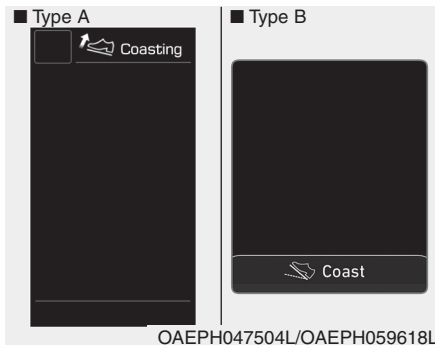 ■ Type A
■ Type B
Coasting
Coast
OAEPH047504L/OAEPH059618L